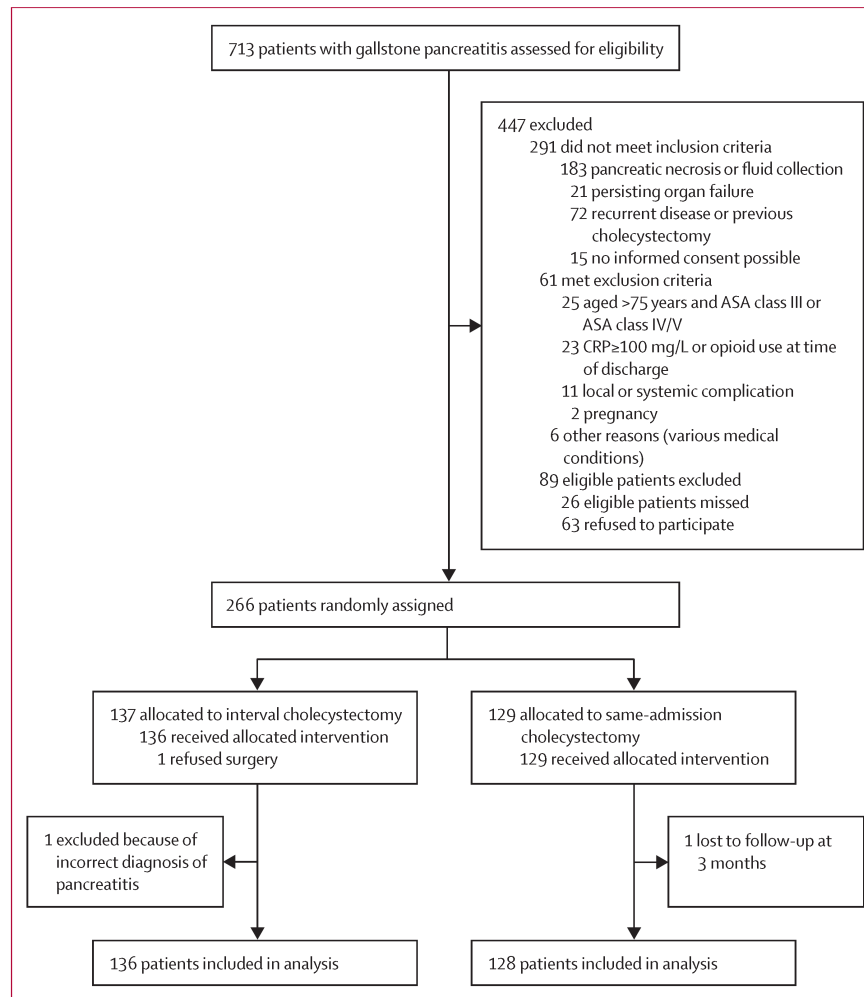 713 patients with gallstone pancreatitis assessed for eligibility
447 excluded
291 did not meet inclusion criteria
183 pancreatic necrosis or fluid collection
21 persisting organ failure
72 recurrent disease or previous
cholecystectomy
15 no informed consent possible
61 met exclusion criteria
25 aged >75 years and ASA class III or
ASA class IV/V
23 CRP≥100 mg/L or opioid use at time
of discharge
11 local or systemic complication
2 pregnancy
6 other reasons (various medical
conditions)
89 eligible patients excluded
26 eligible patients missed
63 refused to participate
266 patients randomly assigned
137 allocated to interval cholecystectomy
136 received allocated intervention
1 refused surgery
129 allocated to same-admission
cholecystectomy
129 received allocated intervention
1 excluded because of
incorrect diagnosis of
pancreatitis
1 lost to follow-up at
3 months
136 patients included in analysis
128 patients included in analysis